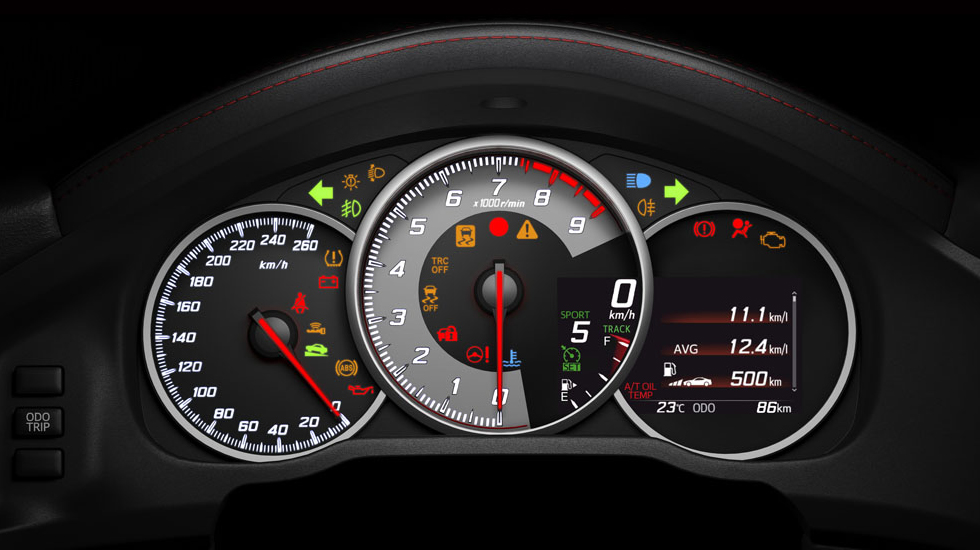 0
20
40
60
80
100
120
140
160
180
200
220
240
260
km/h
ABS
0
1
2
3
4
5
6
7
8
9
x1000r/min
TRC
OFF
OFF
0
km/h
SPORT
5
TRACK
SET
F
E
A/T OIL
TEMP
11.1 km/l
AVG 12.4 km/l
500 km
23°C ODO 86km
ODO
TRIP